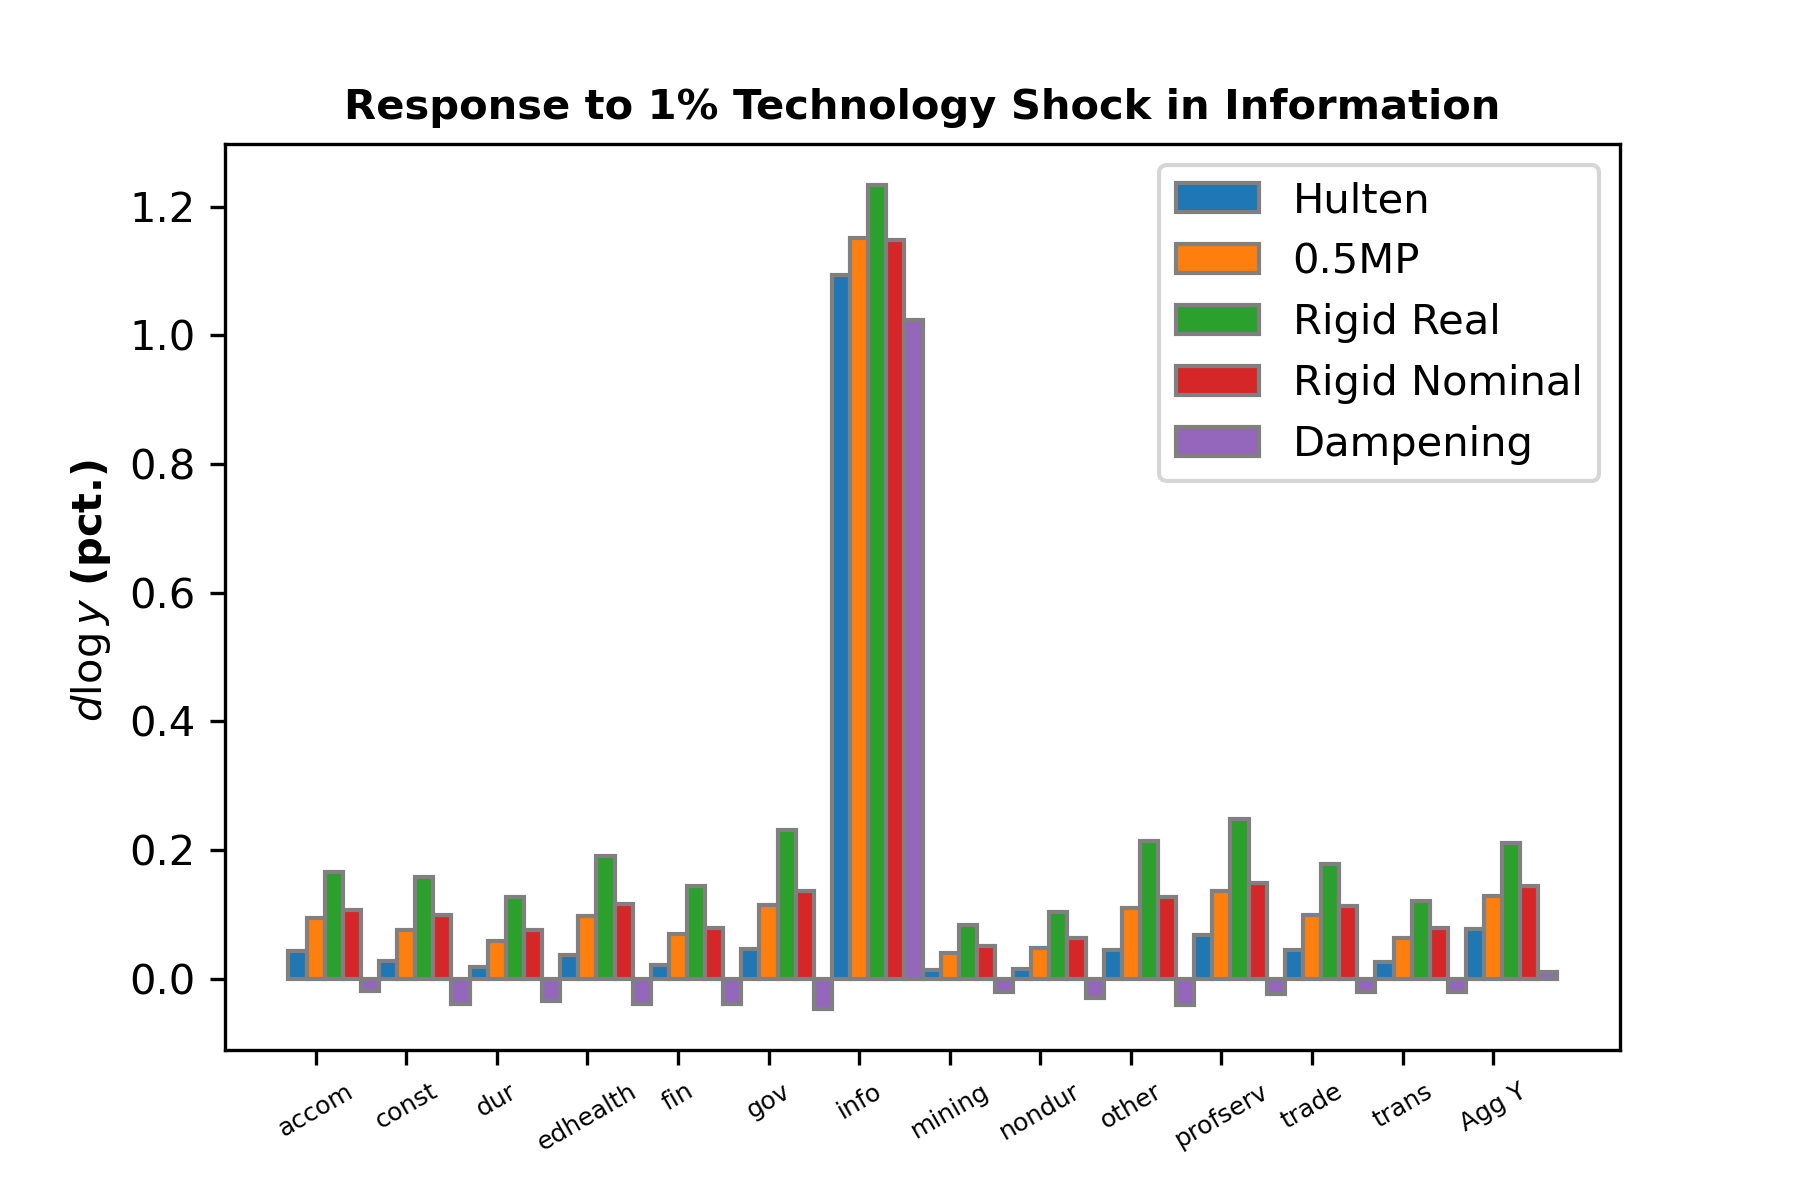 Response to 1% Technology Shock in Information
dlog y (pct.)
1.2
1.0
0.8
0.6
0.4
0.2
0.0
Hulten
0.5MP
Rigid Real
Rigid Nominal
Dampening
accom
const
dur
edhealth
fin
gov
info
mining
nondur
other
profserv
trade
trans
Agg Y